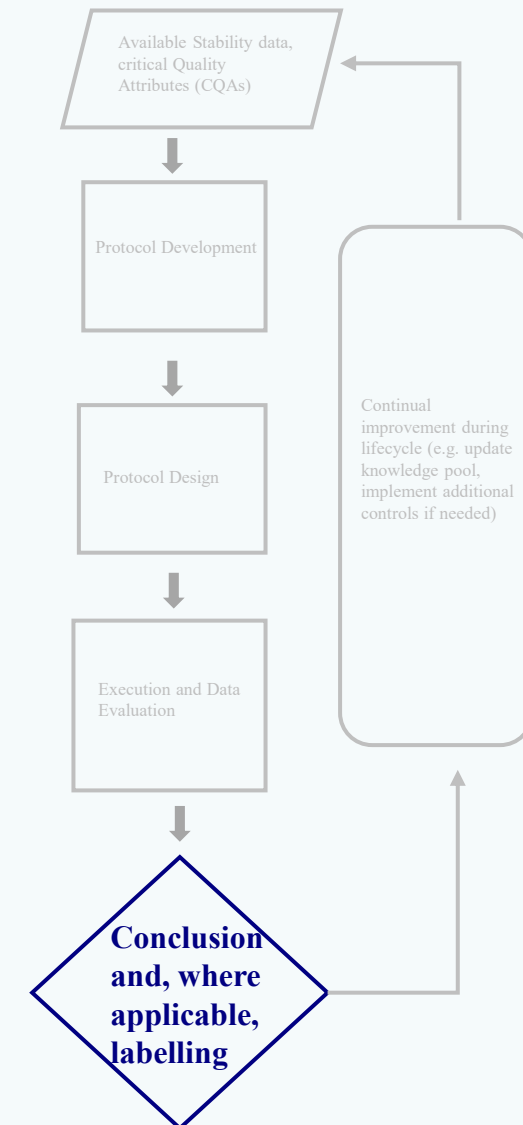 Available Stability data,
critical Quality
Attributes (CQAs)
Protocol Development
Protocol Design
Execution and Data
Evaluation
Conclusion
and, where
applicable,
labelling
Continual
improvement during
lifecycle (e.g. update
knowledge pool,
implement additional
controls if needed)